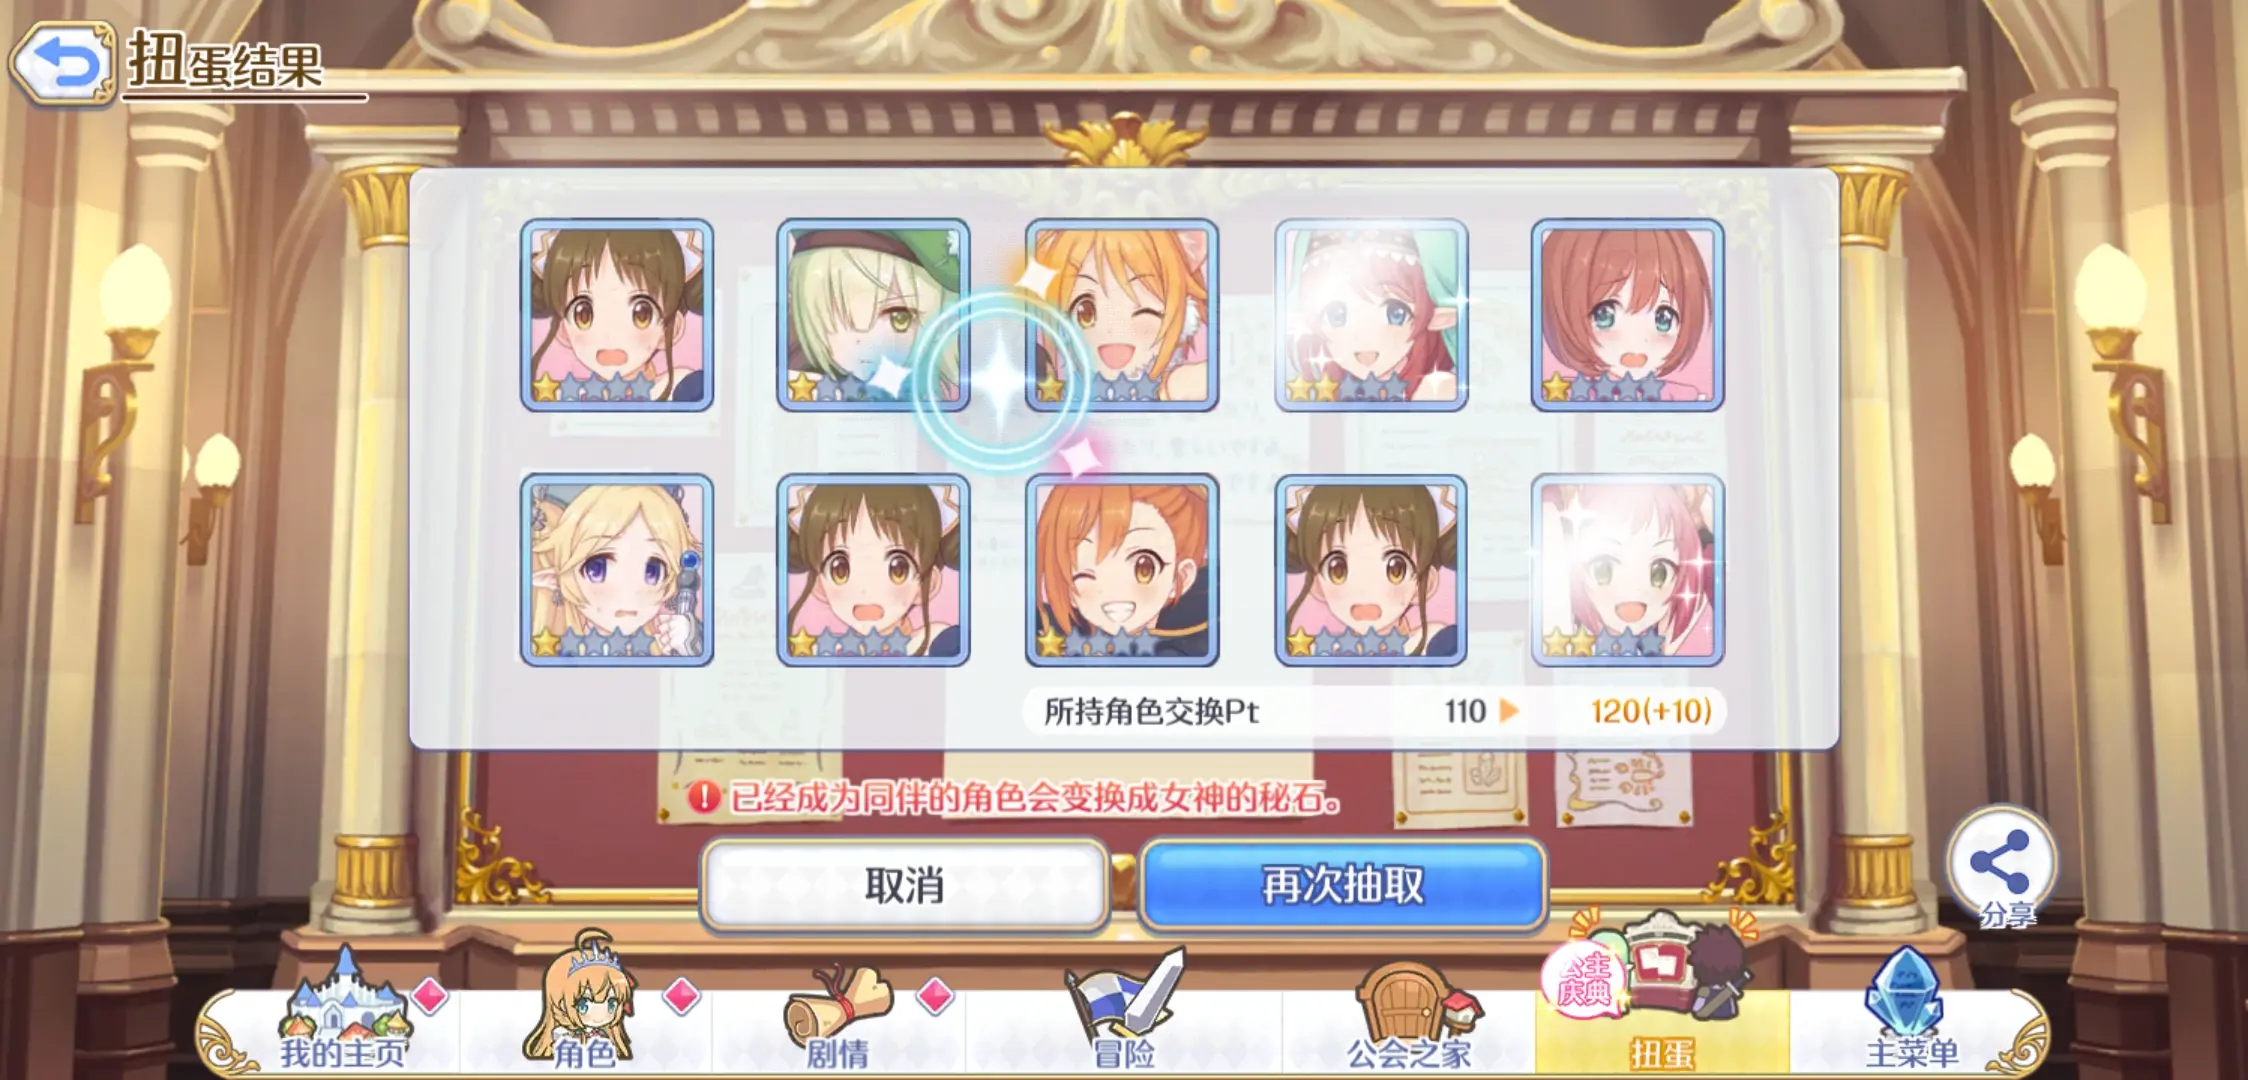 扭蛋结果
所持角色交换Pt 110 120(+10)
已经成为同伴的角色会变换成女神的秘石。
取消
再次抽取
分享
公主
庆典
我的主页
角色
剧情
冒险
公会之家
扭蛋
主菜单